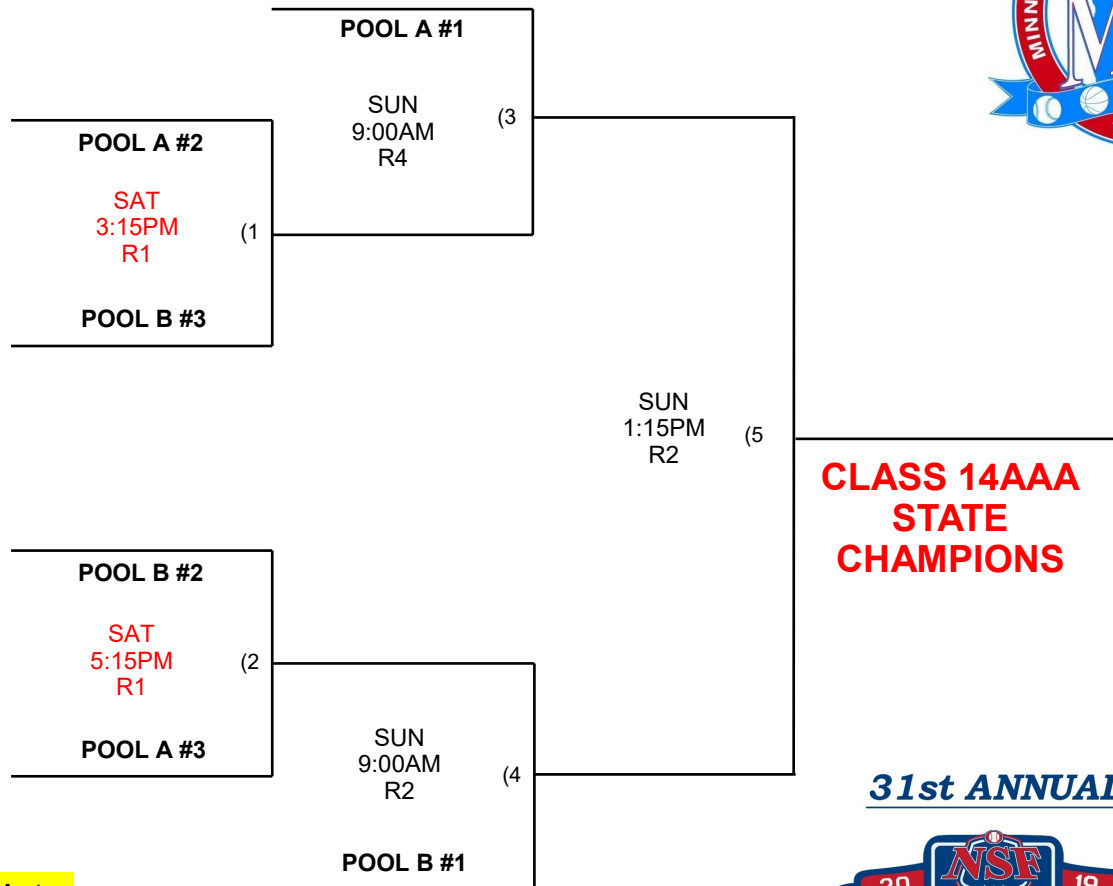 POOL A #1
SUN
9:00AM
R4
(3
POOL A #2
SAT
3:15PM
R1
(1
POOL B #3
SUN
1:15PM
R2
(5
CLASS 14AAA
STATE
CHAMPIONS
POOL B #2
SAT
5:15PM
R1
(2
POOL A #3
SUN
9:00AM
R2
(4
POOL B #1
31st ANNUAL
NSF
20 19